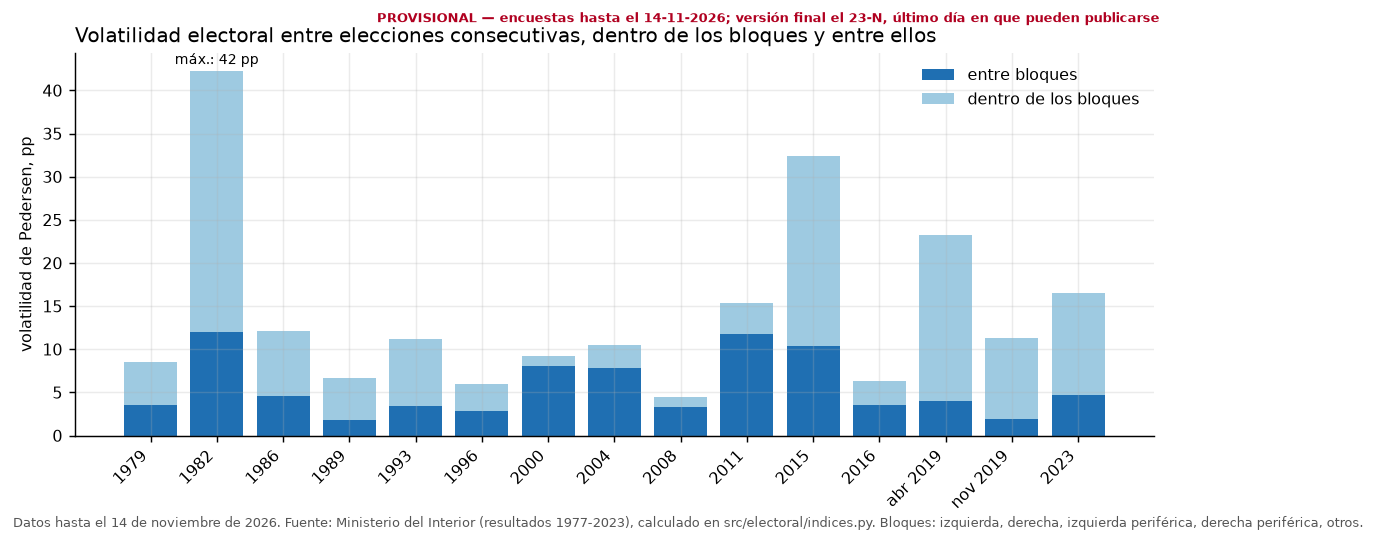 PROVISIONAL — encuestas hasta el 14-11-2026; versión final el 23-N, último día en que pueden publicarse
Volatilidad electoral entre elecciones consecutivas, dentro de los bloques y entre ellos
máx.: 42 pp
entre bloques
dentro de los bloques
volatilidad de Pedersen, pp
40
35
30
25
20
15
10
5
0
1979
1982
1986
1989
1993
1996
2000
2004
2008
2011
2015
2016
abr 2019
nov 2019
2023
Datos hasta el 14 de noviembre de 2026. Fuente: Ministerio del Interior (resultados 1977-2023), calculado en src/electoral/indices.py. Bloques: izquierda, derecha, izquierda periférica, derecha periférica, otros.